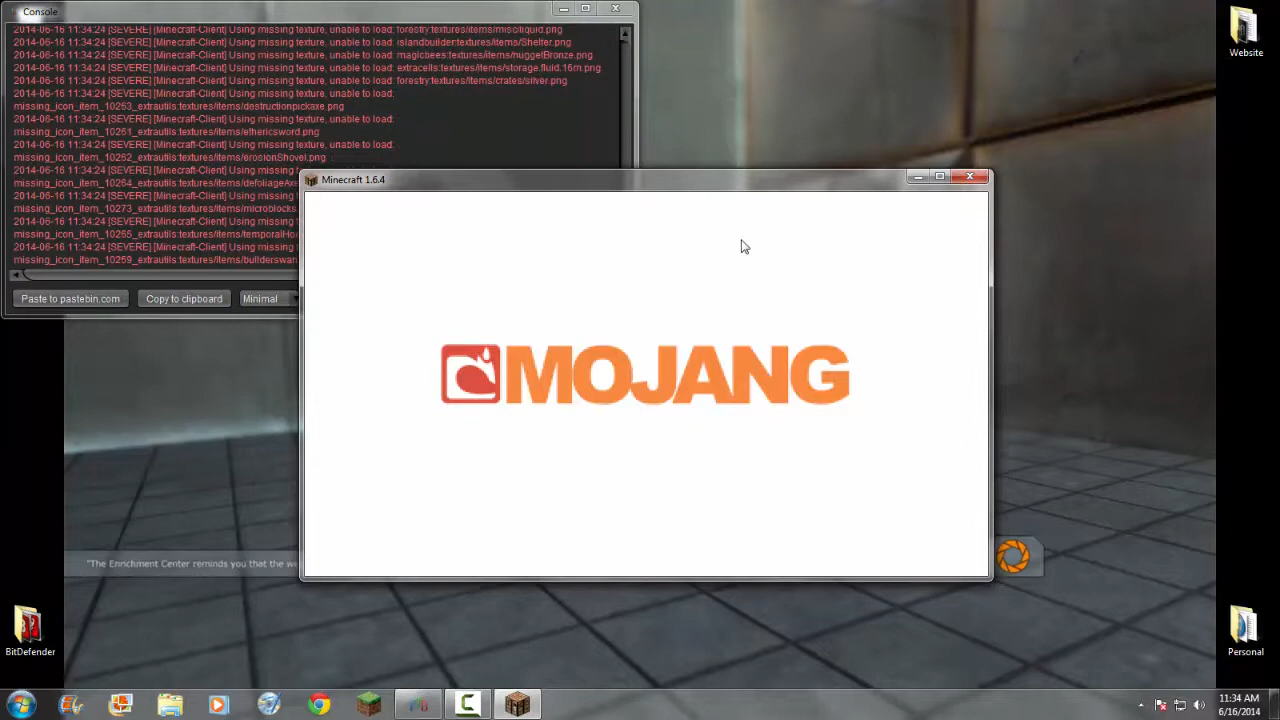 Console
2014-06-16 11:34:24 [SEVERE] [Minecraft-Client] Using missing texture, unable to load: forestry:textures/misc/liquid.png
2014-06-16 11:34:24 [SEVERE] [Minecraft-Client] Using missing texture, unable to load: islandbuilder:textures/items/Shelter.png
2014-06-16 11:34:24 [SEVERE] [Minecraft-Client] Using missing texture, unable to load: magicbees:textures/items/nuggetBronze.png
2014-06-16 11:34:24 [SEVERE] [Minecraft-Client] Using missing texture, unable to load: extracells:textures/items/storage.fluid.16m.png
2014-06-16 11:34:24 [SEVERE] [Minecraft-Client] Using missing texture, unable to load: forestry:textures/items/crates/silver.png
2014-06-16 11:34:24 [SEVERE] [Minecraft-Client] Using missing texture, unable to load:
missing_icon_item_10263_extrautils:textures/items/destructionpickaxe.png
2014-06-16 11:34:24 [SEVERE] [Minecraft-Client] Using missing texture, unable to load:
missing_icon_item_10261_extrautils:textures/items/ethericsword.png
2014-06-16 11:34:24 [SEVERE] [Minecraft-Client] Using missing texture, unable to load:
missing_icon_item_10262_extrautils:textures/items/erosionShovel.png
2014-06-16 11:34:24 [SEVERE] [Minecraft-Client] Using missing
missing_icon_item_10264_extrautils:textures/items/defoliageAxe
2014-06-16 11:34:24 [SEVERE] [Minecraft-Client] Using missing
missing_icon_item_10273_extrautils:textures/items/microblocks
2014-06-16 11:34:24 [SEVERE] [Minecraft-Client] Using missing
missing_icon_item_10265_extrautils:textures/items/temporalHo
2014-06-16 11:34:24 [SEVERE] [Minecraft-Client] Using missing
missing_icon_item_10259_extrautils:textures/items/builderswan
Paste to pastebin.com
Copy to clipboard
Minimal
Minecraft 1.6.4
MOJANG
"The Enrichment Center reminds you that the we
Website
BitDefender
Personal
11:34 AM
6/16/2014